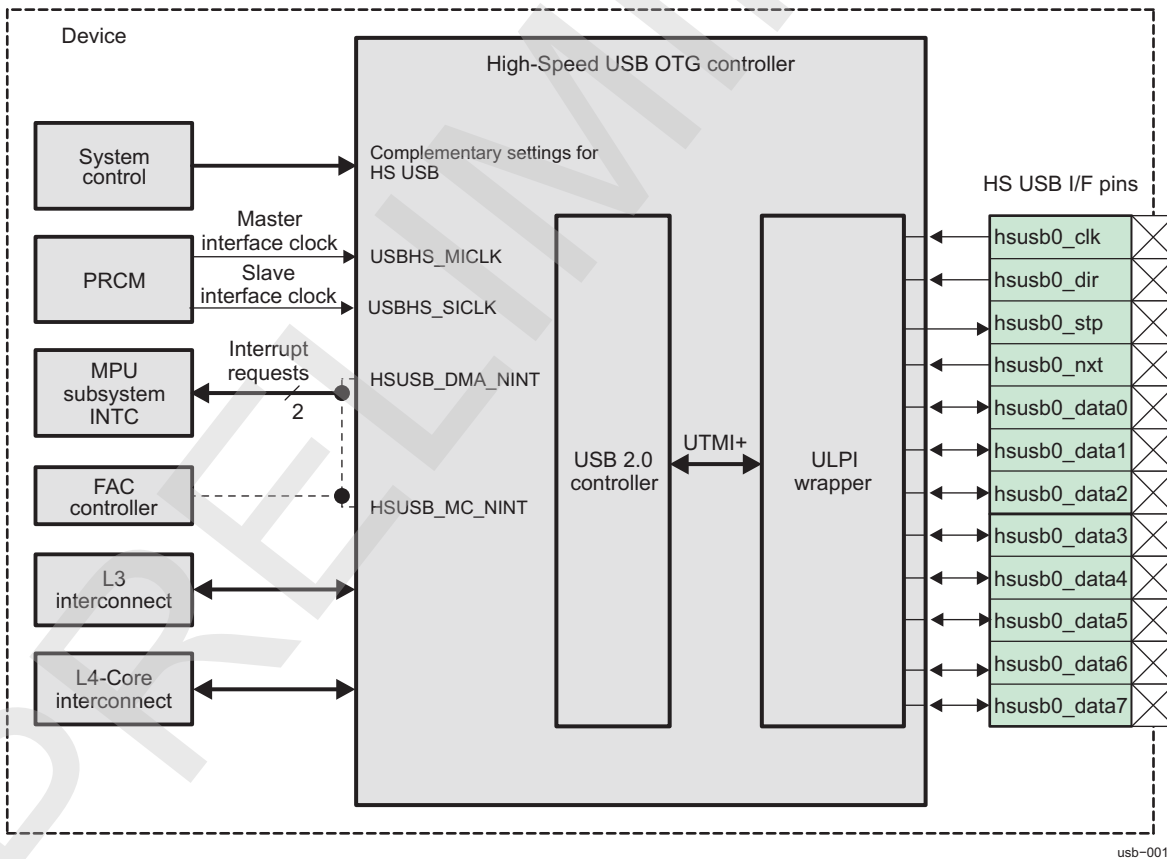 Device
High-Speed USB OTG controller
System
control
Complementary settings for
HS USB
HS USB I/F pins
Master
interface clock
PRCM
USBHS_MICLK
Slave
interface clock
USBHS_SICLK
MPU
subsystem
INTC
Interrupt
requests
2
HSUSB_DMA_NINT
FAC
controller
HSUSB_MC_NINT
L3
interconnect
L4-Core
interconnect
USB 2.0
controller
UTMI+
ULPI
wrapper
hsusb0_clk
hsusb0_dir
hsusb0_stp
hsusb0_nxt
hsusb0_data0
hsusb0_data1
hsusb0_data2
hsusb0_data3
hsusb0_data4
hsusb0_data5
hsusb0_data6
hsusb0_data7
usb−001
PRELIMI